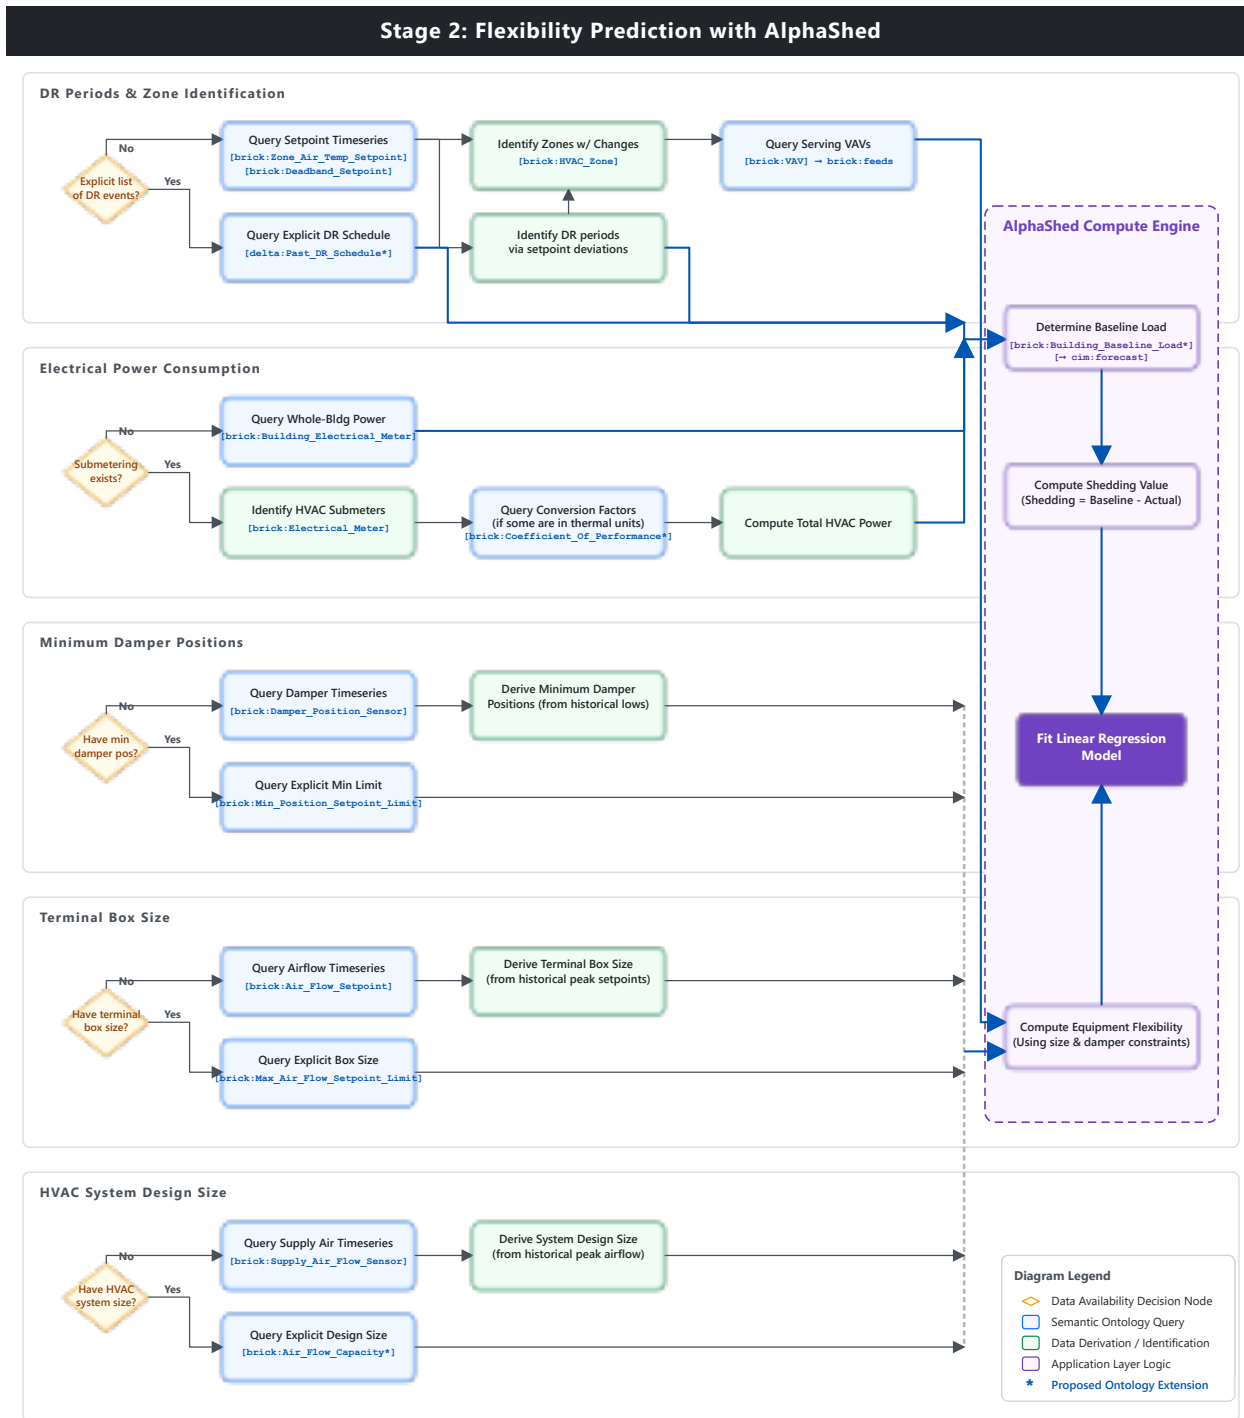 Stage 2: Flexibility Prediction with AlphaShed
DR Periods & Zone Identification
Explicit list
of DR events?
No
Yes
Query Setpoint Timeseries
[brick:Zone_Air_Temp_Setpoint]
[brick:Deadband_Setpoint]
Identify Zones w/ Changes
[brick:HVAC_Zone]
Query Serving VAVs
[brick:VAV] → brick:feeds
Query Explicit DR Schedule
[delta:Past_DR_Schedule*]
Identify DR periods
via setpoint deviations
AlphaShed Compute Engine
Determine Baseline Load
[brick:Building_Baseline_Load*]
[→ cim:forecast]
Compute Shedding Value
(Shedding = Baseline - Actual)
Fit Linear Regression
Model
Compute Equipment Flexibility
(Using size & damper constraints)
Electrical Power Consumption
Submetering
exists?
No
Yes
Query Whole-Bldg Power
[brick:Building_Electrical_Meter]
Identify HVAC Submeters
[brick:Electrical_Meter]
Query Conversion Factors
(if some are in thermal units)
[brick:Coefficient_Of_Performance*]
Compute Total HVAC Power
Minimum Damper Positions
Have min
damper pos?
No
Yes
Query Damper Timeseries
[brick:Damper_Position_Sensor]
Derive Minimum Damper
Positions (from historical lows)
Query Explicit Min Limit
[brick:Min_Position_Setpoint_Limit]
Terminal Box Size
Have terminal
box size?
No
Yes
Query Airflow Timeseries
[brick:Air_Flow_Setpoint]
Derive Terminal Box Size
(from historical peak setpoints)
Query Explicit Box Size
[brick:Max_Air_Flow_Setpoint_Limit]
HVAC System Design Size
Have HVAC
system size?
No
Yes
Query Supply Air Timeseries
[brick:Supply_Air_Flow_Sensor]
Derive System Design Size
(from historical peak airflow)
Query Explicit Design Size
[brick:Air_Flow_Capacity*]
Diagram Legend
Data Availability Decision Node
Semantic Ontology Query
Data Derivation / Identification
Application Layer Logic
* Proposed Ontology Extension